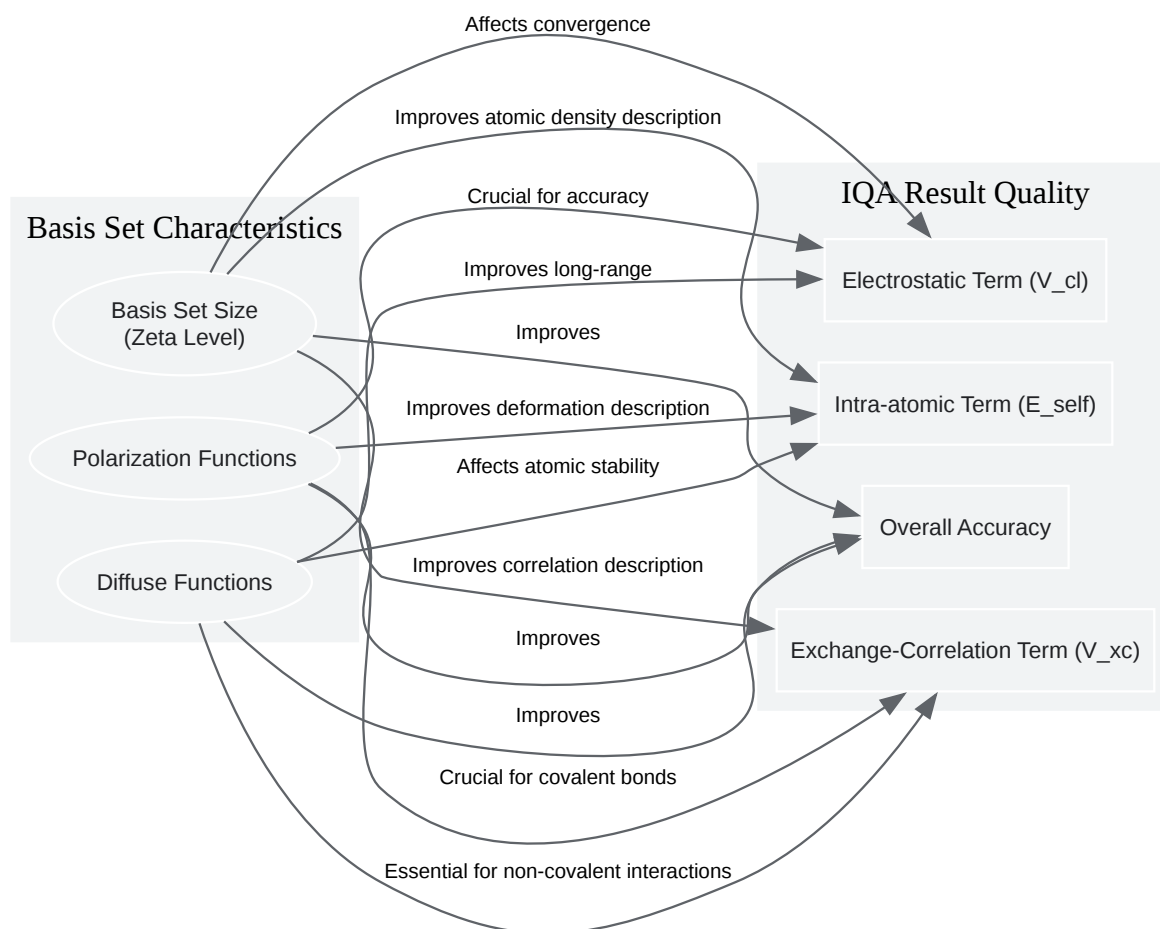 Affects convergence
Improves atomic density description
Crucial for accuracy
IQA Result Quality
Basis Set Characteristics
Improves long-range
Electrostatic Term (V_cl)
Basis Set Size
(Zeta Level)
Improves
Improves deformation description
Intra-atomic Term (E_self)
Polarization Functions
Affects atomic stability
Overall Accuracy
Diffuse Functions
Improves correlation description
Improves
Exchange-Correlation Term (V_xc)
Improves
Crucial for covalent bonds
Essential for non-covalent interactions